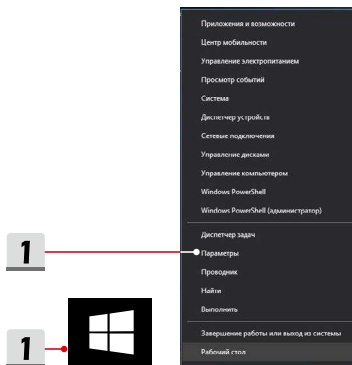 Приложения и возможности
Центр мобильности
Управление электропитанием
Просмотр событий
Система
Диспетчер устройств
Сетевые подключения
Управление дисками
Управление компьютером
Windows PowerShell
Windows PowerShell (администратор)
Диспетчер задач
1 Параметры
Проводник
Найти
Выполнить
Завершение работы или выход из системы
1
Рабочий стол